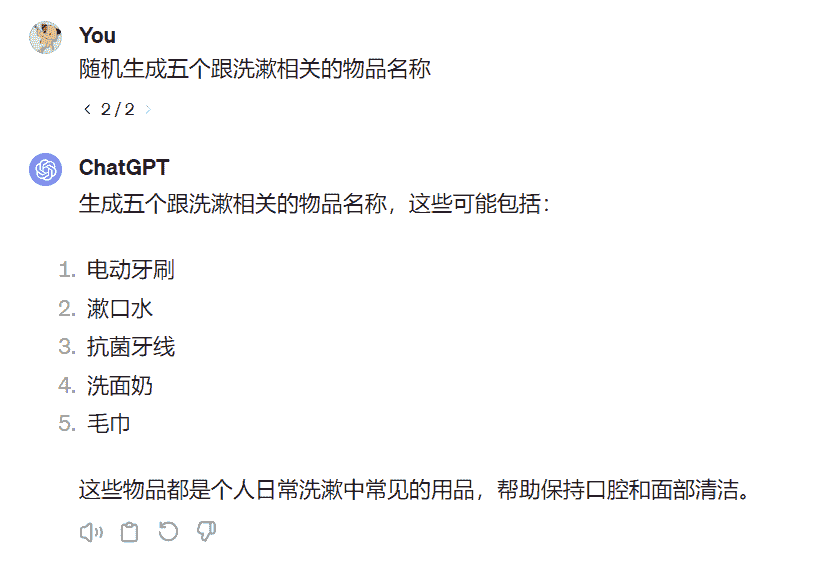 You
随机生成五个跟洗漱相关的物品名称
2 / 2
ChatGPT
生成五个跟洗漱相关的物品名称，这些可能包括：
1. 电动牙刷
2. 漱口水
3. 抗菌牙线
4. 洗面奶
5. 毛巾
这些物品都是个人日常洗漱中常见的用品，帮助保持口腔和面部清洁。